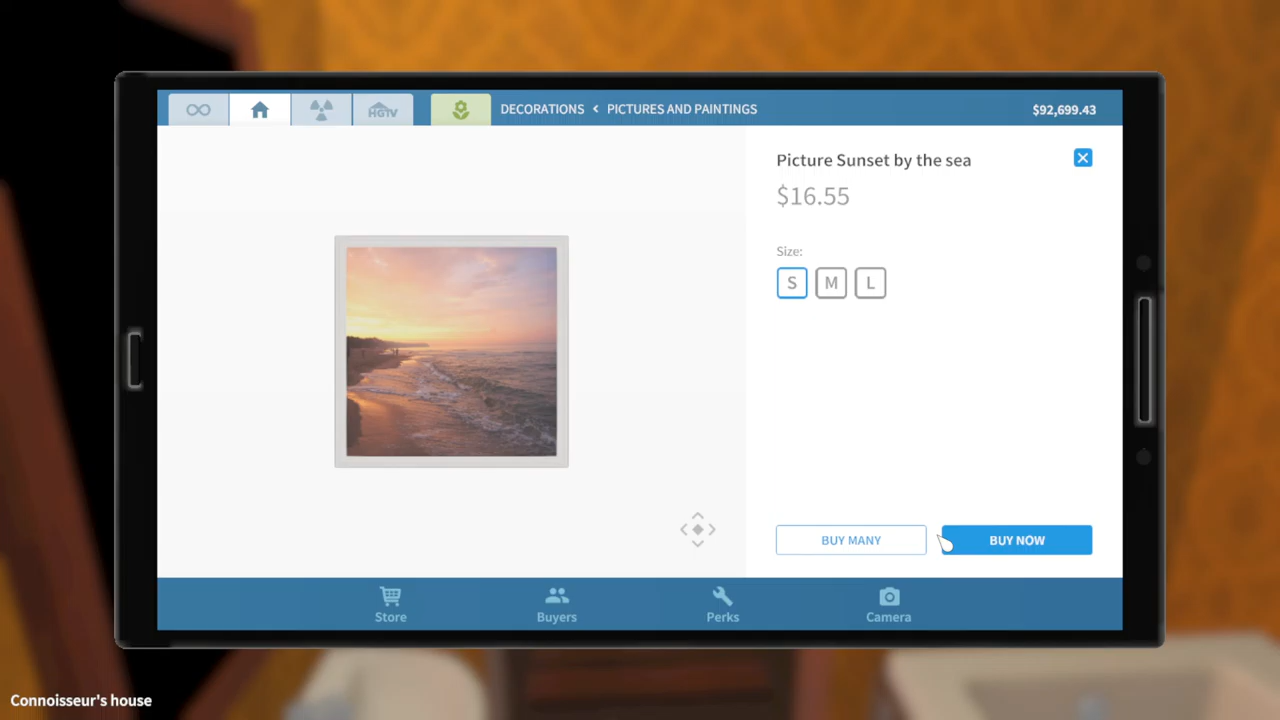 HGTV
DECORATIONS < PICTURES AND PAINTINGS
$92,699.43
Picture Sunset by the sea
$16.55
Size:
S M L
BUY MANY
BUY NOW
Store
Buyers
Perks
Camera
Connoisseur's house